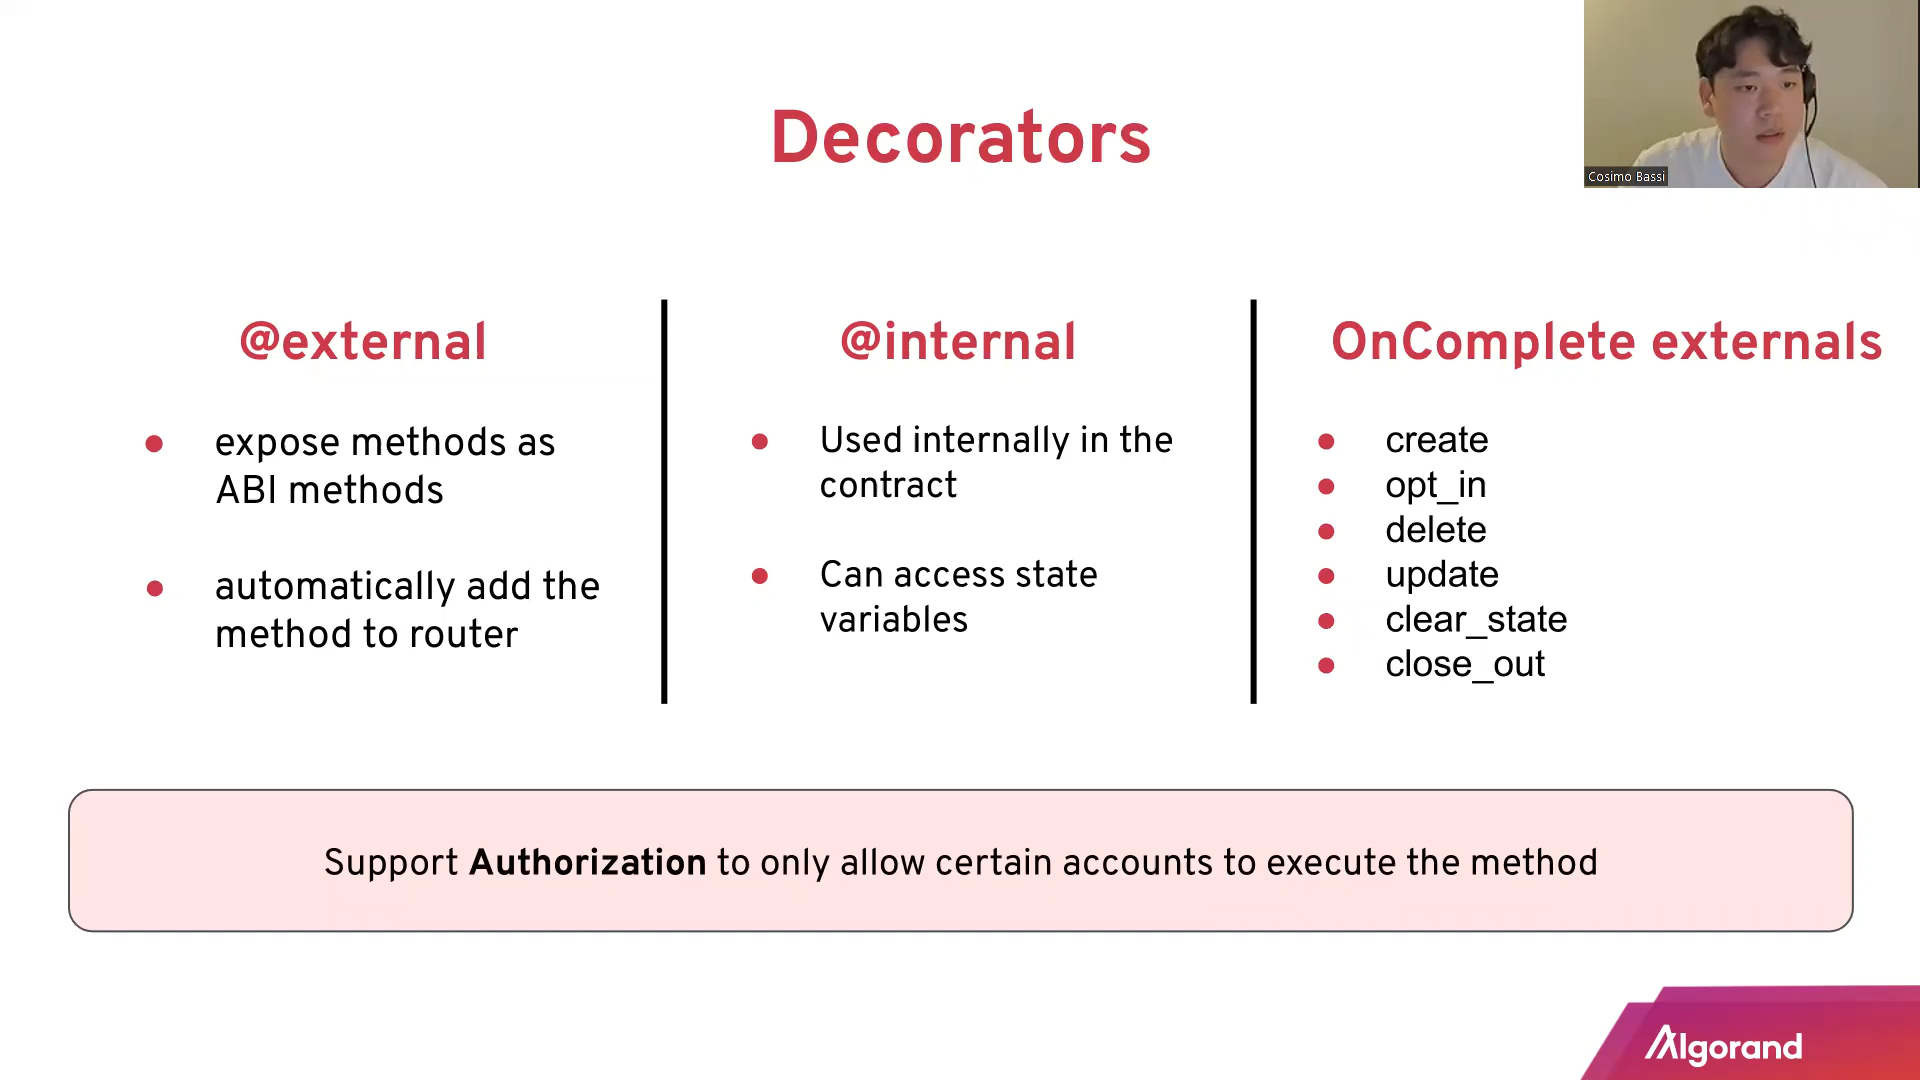 Decorators
Cosimo Bassi
@external
expose methods as
ABI methods
automatically add the
method to router
@internal
Used internally in the
contract
Can access state
variables
OnComplete externals
create
opt_in
delete
update
clear_state
close_out
Support Authorization to only allow certain accounts to execute the method
Algorand